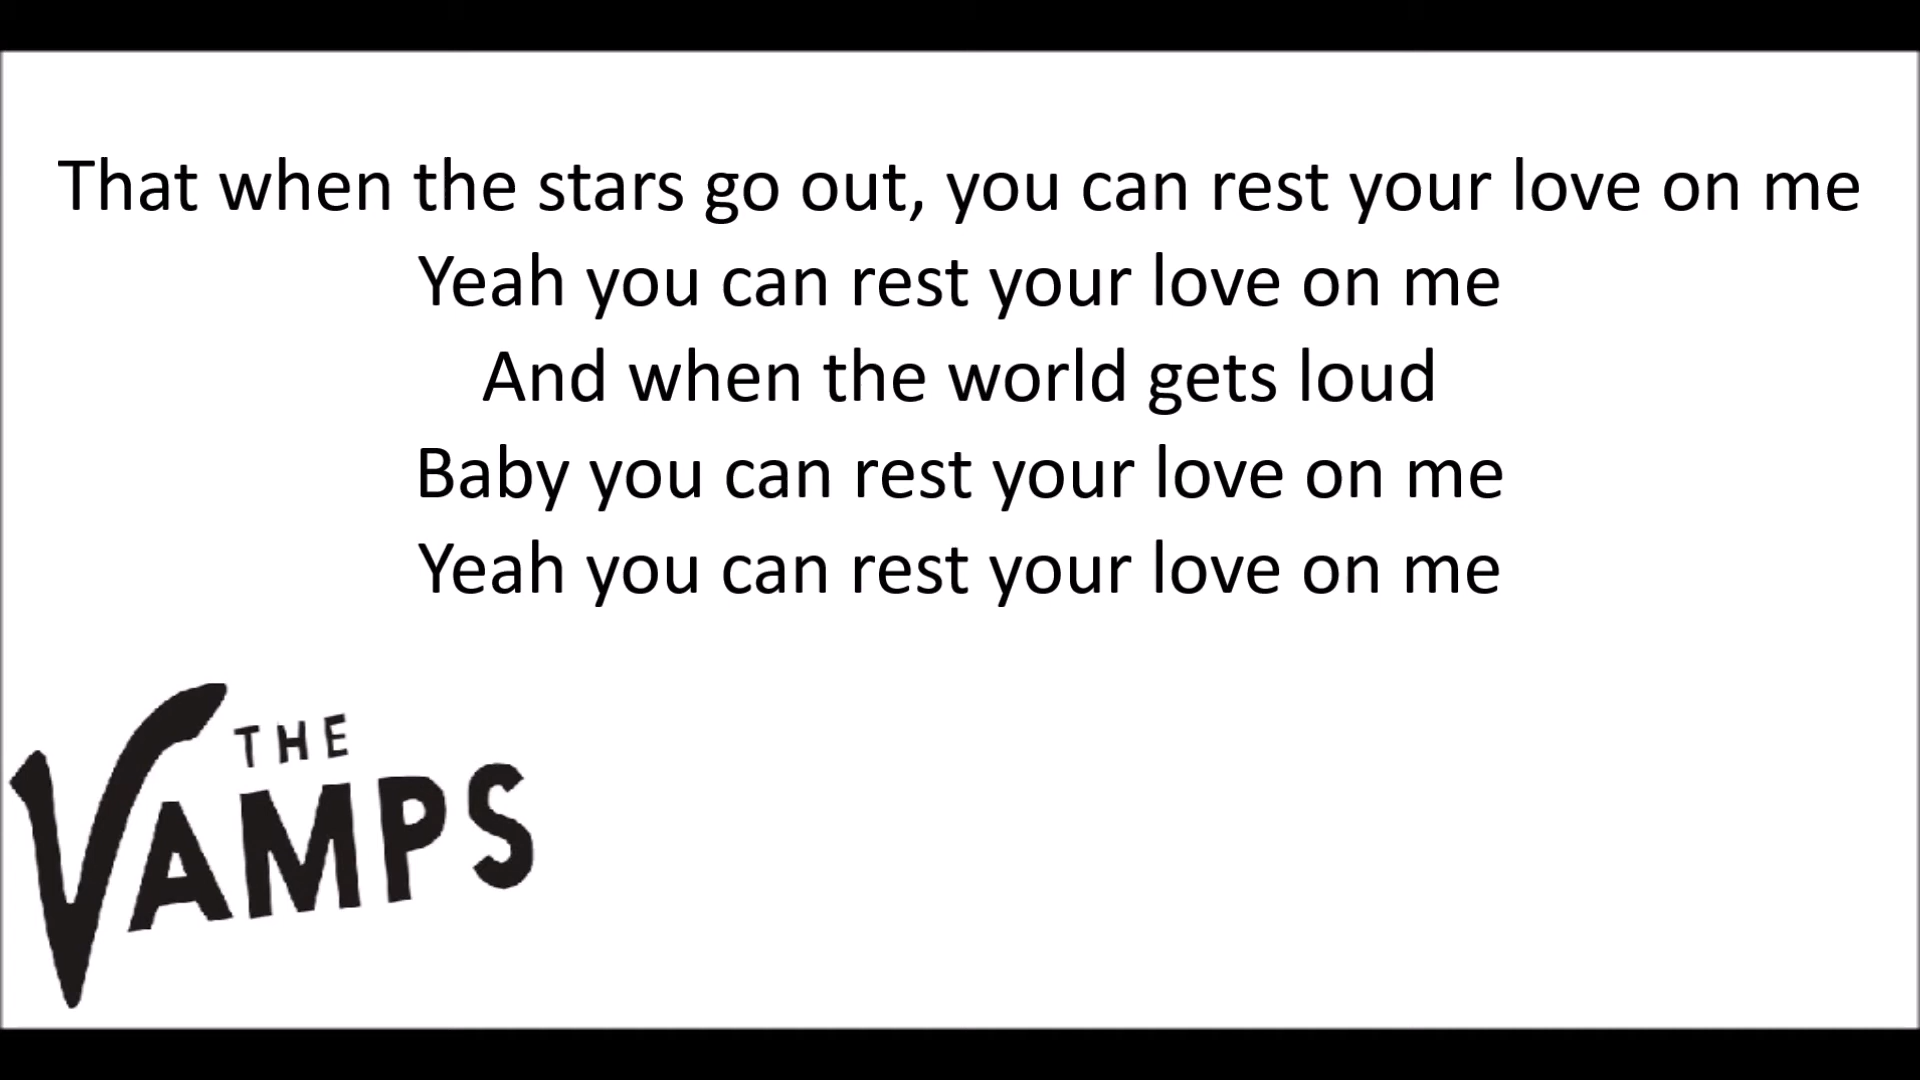 That when the stars go out, you can rest your love on me
Yeah you can rest your love on me
And when the world gets loud
Baby you can rest your love on me
Yeah you can rest your love on me
THE
VAMPS